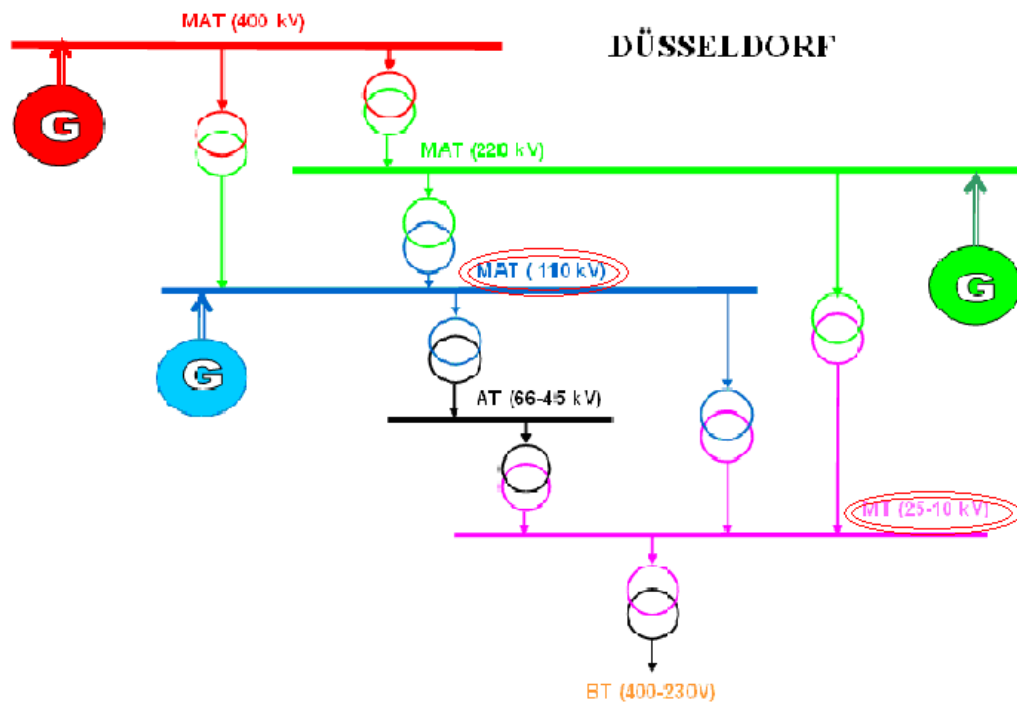 MAT (400 kV)
DÜSSELDORF
G
MAT (220 kV)
MAT ( 110 kV)
G
G
AT (66-45 kV)
MT (25-10 kV)
BT (400-230V)